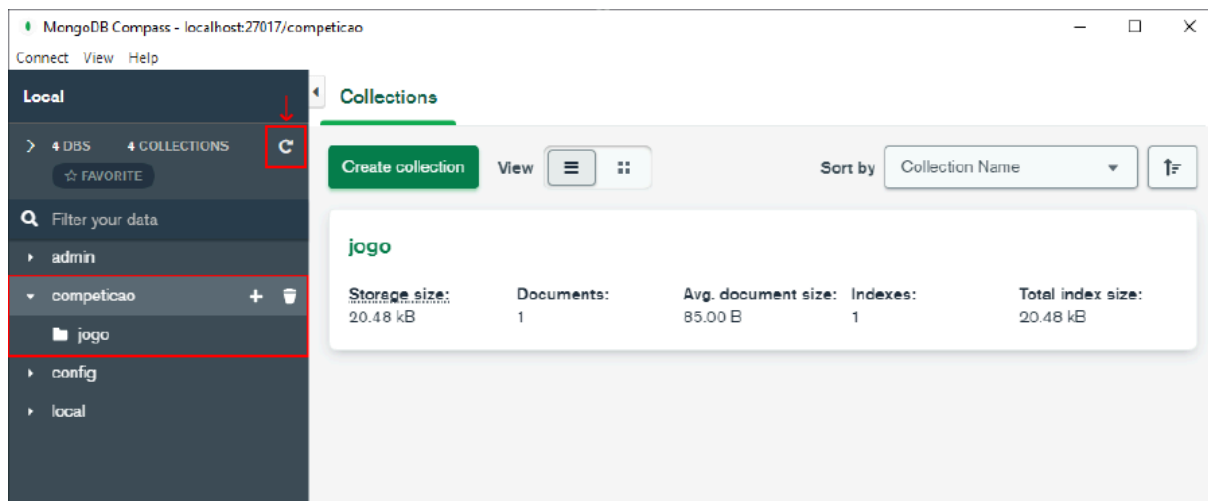 MongoDB Compass - localhost:27017/competicao
Connect View Help
Local
4 DBS 4 COLLECTIONS
☆ FAVORITE
Filter your data
admin
competicao
jogo
config
local
Collections
Create collection View Sort by Collection Name
jogo
Storage size: Documents: Avg. document size: Indexes: Total index size:
20.48 kB 1 85.00 B 1 20.48 kB